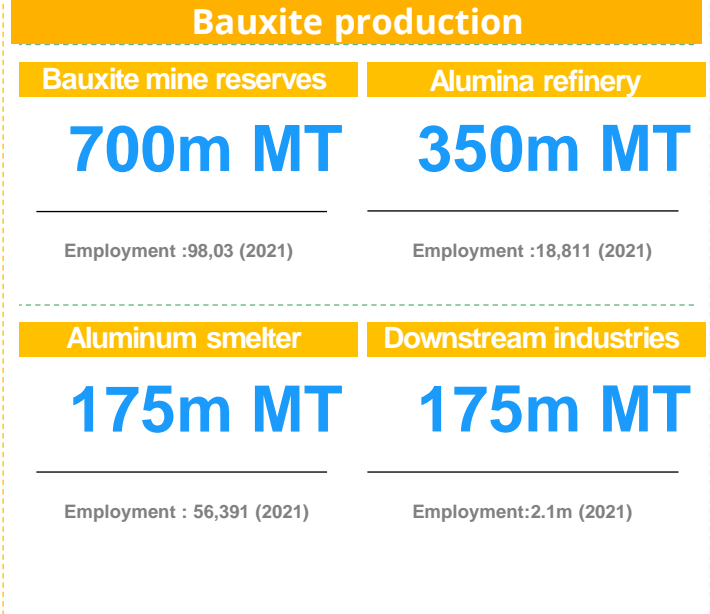 Bauxite production
Bauxite mine reserves
Alumina refinery
700m MT
350m MT
Employment :98,03 (2021)
Employment :18,811 (2021)
Aluminum smelter
Downstream industries
175m MT
175m MT
Employment : 56,391 (2021)
Employment:2.1m (2021)